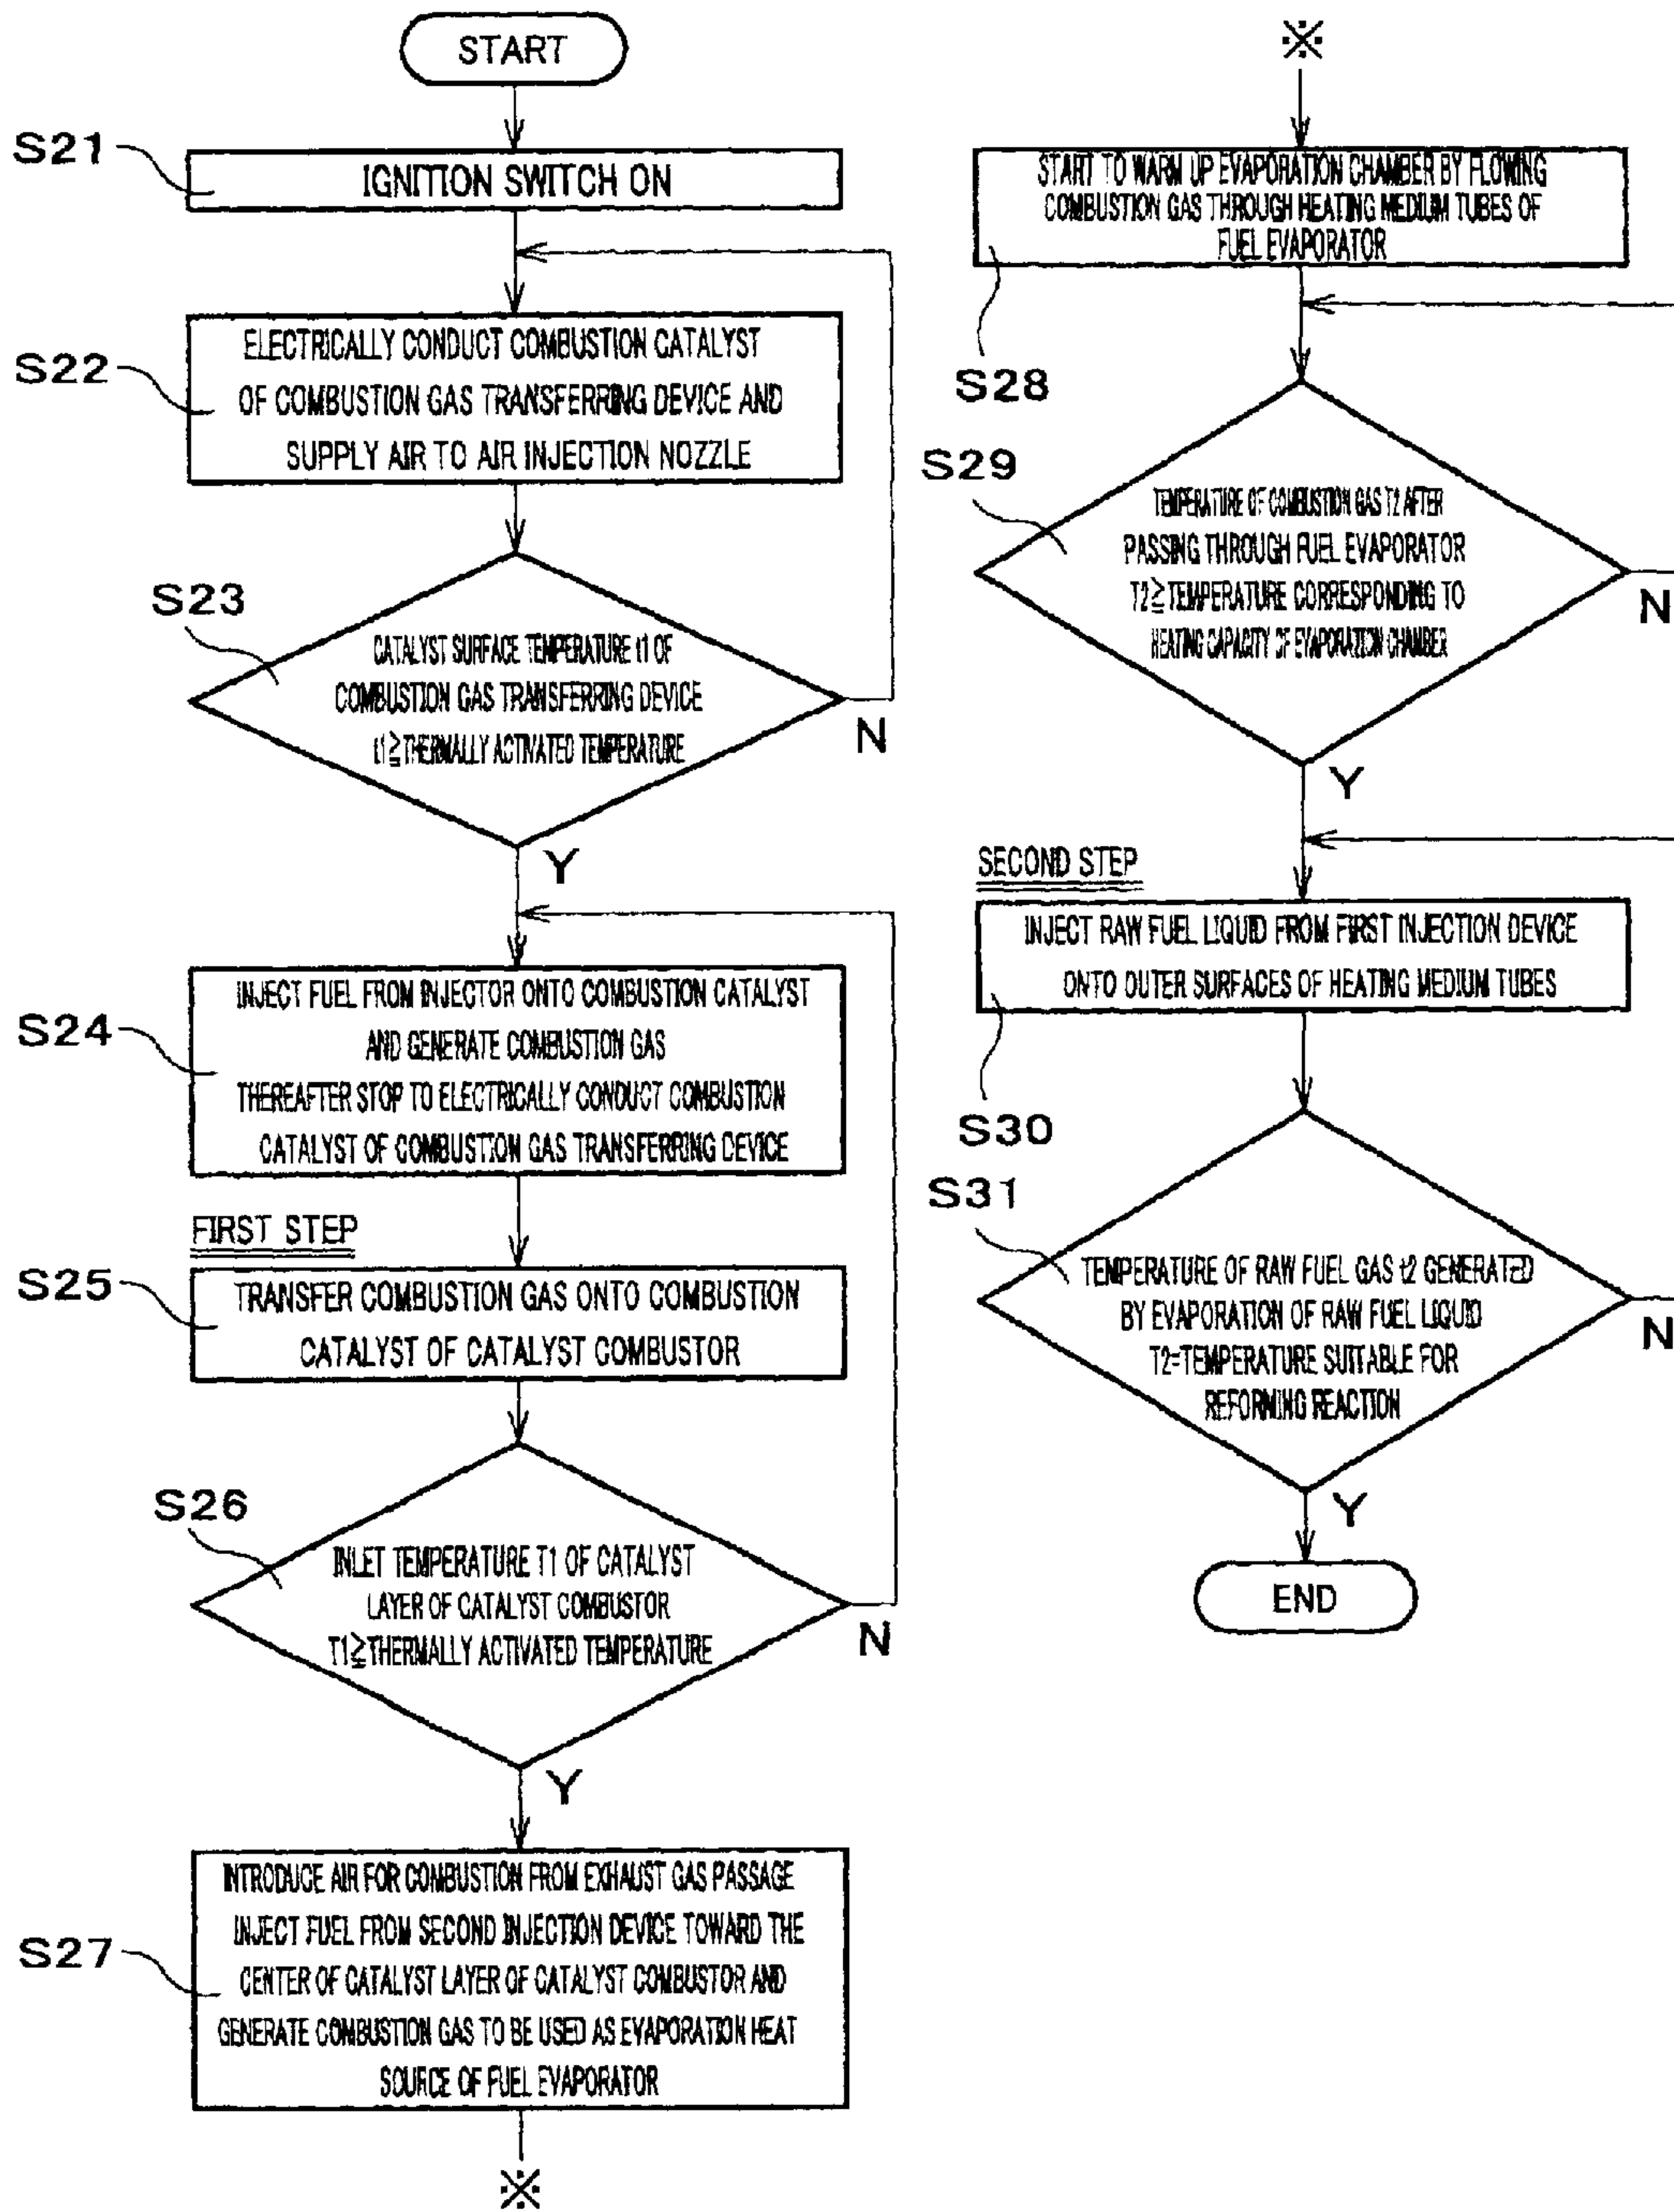 START
S21
IGNITION SWITCH ON
S22
ELECTRICALLY CONDUCT COMBUSTION CATALYST
OF COMBUSTION GAS TRANSFERRING DEVICE AND
SUPPLY AIR TO AIR INJECTION NOZZLE
S23
CATALYST SURFACE TEMPERATURE t1 OF
COMBUSTION GAS TRANSFERRING DEVICE
t1≧THERMALLY ACTIVATED TEMPERATURE
N
Y
S24
INJECT FUEL FROM INJECTOR ONTO COMBUSTION CATALYST
AND GENERATE COMBUSTION GAS
THEREAFTER STOP TO ELECTRICALLY CONDUCT COMBUSTION
CATALYST OF COMBUSTION GAS TRANSFERRING DEVICE
FIRST STEP
S25
TRANSFER COMBUSTION GAS ONTO COMBUSTION
CATALYST OF CATALYST COMBUSTOR
S26
INLET TEMPERATURE T1 OF CATALYST
LAYER OF CATALYST COMBUSTOR
T1≧THERMALLY ACTIVATED TEMPERATURE
N
Y
S27
INTRODUCE AIR FOR COMBUSTION FROM EXHAUST GAS PASSAGE
INJECT FUEL FROM SECOND INJECTION DEVICE TOWARD THE
CENTER OF CATALYST LAYER OF CATALYST COMBUSTOR AND
GENERATE COMBUSTION GAS TO BE USED AS EVAPORATION HEAT
SOURCE OF FUEL EVAPORATOR
※
※
START TO WARM UP EVAPORATION CHAMBER BY FLOWING
COMBUSTION GAS THROUGH HEATING MEDIUM TUBES OF
FUEL EVAPORATOR
S28
S29
TEMPERATURE OF COMBUSTION GAS T2 AFTER
PASSING THROUGH FUEL EVAPORATOR
T2≧TEMPERATURE CORRESPONDING TO
HEATING CAPACITY OF EVAPORATION CHAMBER
N
Y
SECOND STEP
INJECT RAW FUEL LIQUID FROM FIRST INJECTION DEVICE
ONTO OUTER SURFACES OF HEATING MEDIUM TUBES
S30
S31
TEMPERATURE OF RAW FUEL GAS t2 GENERATED
BY EVAPORATION OF RAW FUEL LIQUID
T2=TEMPERATURE SUITABLE FOR
REFORMING REACTION
N
Y
END